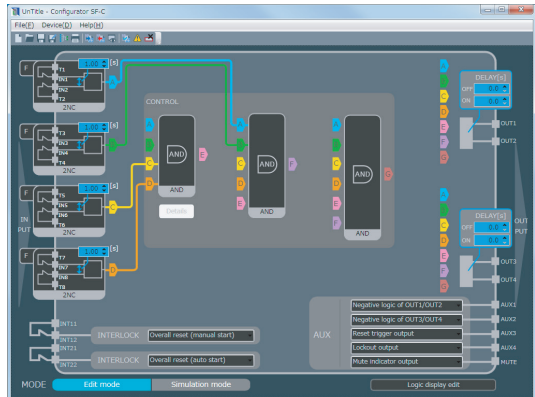 UnTitle - Configurator SF-C
File(F) Device(D) Help(H)
F T1 1.00 [s]
IN1
IN2
T2
2NC
A
F T3 1.00 [s]
IN3
IN4
T4
2NC
F T5 1.00 [s]
IN5
IN6
T6
2NC
C
F T7 1.00 [s]
IN7
IN8
T8
2NC
D
IN
PUT
CONTROL
A
B
C
D
AND
AND
E
Details
A
B
C
D
E
AND
AND
F
A
B
C
D
E
F
AND
AND
G
A
B
C
D
E
F
G
DELAY[s]
OFF 0.0
ON 0.0
OUT1
OUT2
A
B
C
D
E
F
G
DELAY[s]
OFF 0.0
ON 0.0
OUT3
OUT4
OUT
PUT
INT11
INT12
INTERLOCK Overall reset (manual start)
INT21
INT22
INTERLOCK Overall reset (auto start)
AUX
Negative logic of OUT1/OUT2 AUX1
Negative logic of OUT3/OUT4 AUX2
Reset trigger output AUX3
Lockout output AUX4
Mute indicator output MUTE
MODE Edit mode Simulation mode Logic display edit